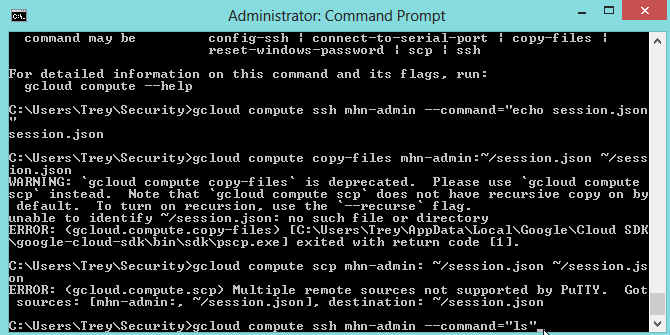 Administrator: Command Prompt
command may be config-ssh | connect-to-serial-port | copy-files |
reset-windows-password | scp | ssh
For detailed information on this command and its flags, run:
gcloud compute --help
C:\Users\Trey\Security>gcloud compute ssh mhn-admin --command="echo session.json
"
session.json
C:\Users\Trey\Security>gcloud compute copy-files mhn-admin:~/session.json ~/sess
ion.json
WARNING: `gcloud compute copy-files` is deprecated.  Please use `gcloud compute
scp` instead.  Note that `gcloud compute scp` does not have recursive copy on by
default.  To turn on recursion, use the `--recurse` flag.
unable to identify ~/session.json: no such file or directory
ERROR: (gcloud.compute.copy-files) [C:\Users\Trey\AppData\Local\Google\Cloud SDK
\google-cloud-sdk\bin\sdk\pscp.exe] exited with return code [1].
C:\Users\Trey\Security>gcloud compute scp mhn-admin: ~/session.json ~/session.js
on
ERROR: (gcloud.compute.scp) Multiple remote sources not supported by PuTTY.  Got
sources: [mhn-admin:, ~/session.json], destination: ~/session.json
C:\Users\Trey\Security>gcloud compute ssh mhn-admin --command="ls"